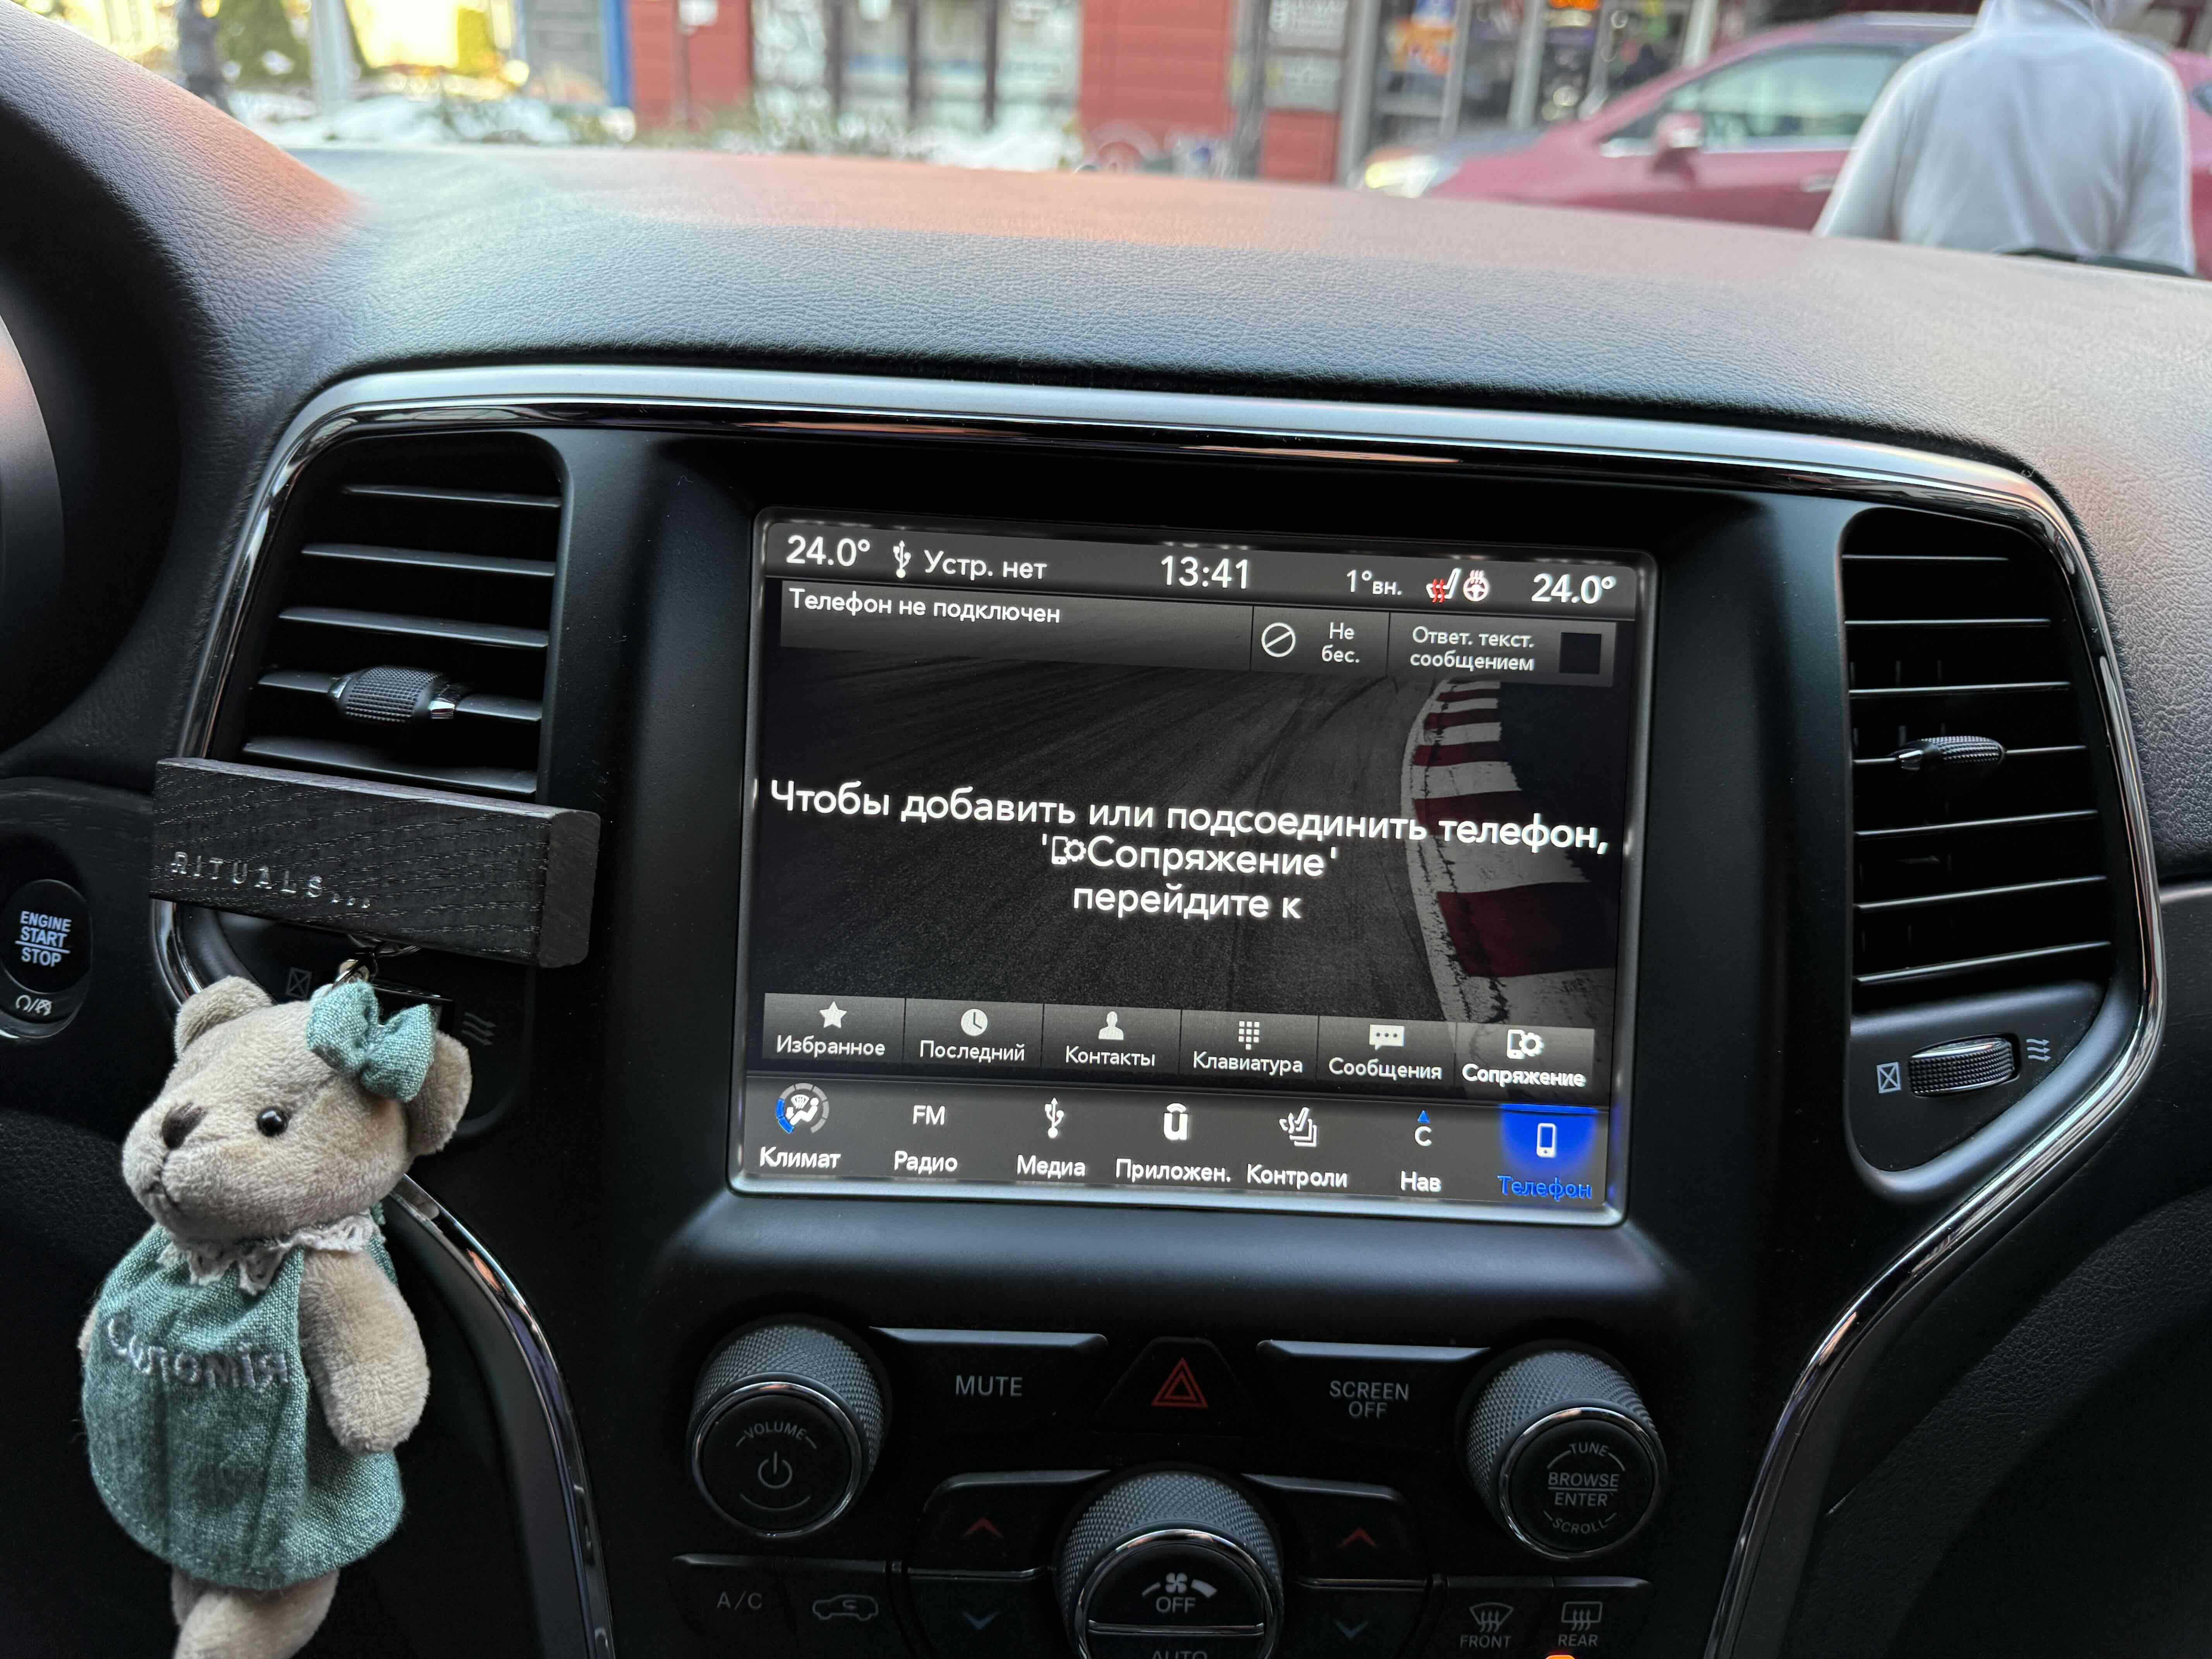 24.0° Устр. нет 13:41 1°вн. 24.0°
Телефон не подключен
Не
бес.
Ответ. текст.
сообщением
Чтобы добавить или подсоединить телефон,
'Сопряжение'
перейдите к
Избранное Последний Контакты Клавиатура Сообщения Сопряжение
FM
C
Климат Радио Медиа Приложен. Контроли Нав Телефон
RITUALS...
ENGINE
START
STOP
Соломія
MUTE
SCREEN
OFF
VOLUME
TUNE
BROWSE
ENTER
SCROLL
A/C
OFF
AUTO
FRONT
REAR